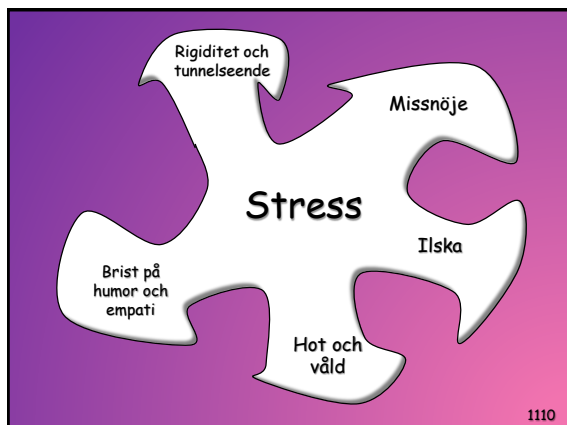 Rigiditet och
tunnelseende
Missnöje
Stress
Ilska
Brist på
humor och
empati
Hot och
våld
1110